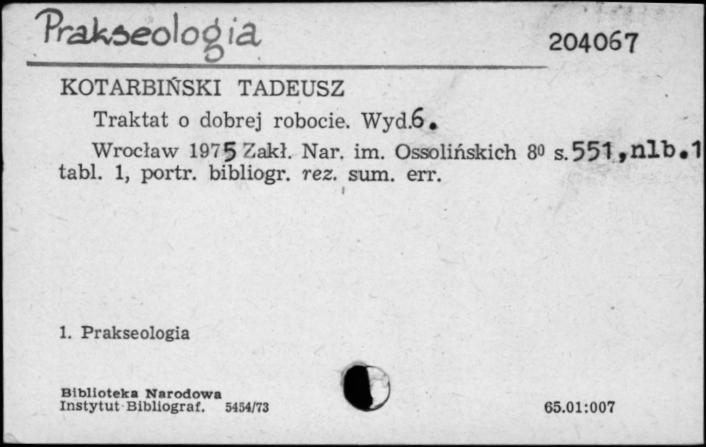 Prakseologia
204067
KOTARBIŃSKI TADEUSZ
Traktat o dobrej robocie. Wyd.6.
Wrocław 1975 Zakł. Nar. im. Ossolińskich 8⁰ s.551,nlb.1
tabl. 1, portr. bibliogr. rez. sum. err.
1. Prakseologia
Biblioteka Narodowa
Instytut Bibliograf. 5454/73
65.01:007